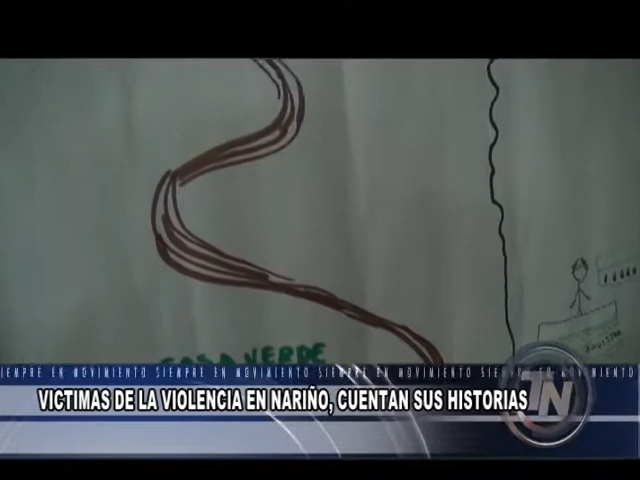 CASA VERDE
SIEMPRE EN MOVIMIENTO SIEMPRE EN MOVIMIENTO SIEMPRE EN MOVIMIENTO SIEMPRE EN MOVIMIENTO
VICTIMAS DE LA VIOLENCIA EN NARIÑO, CUENTAN SUS HISTORIAS
TN